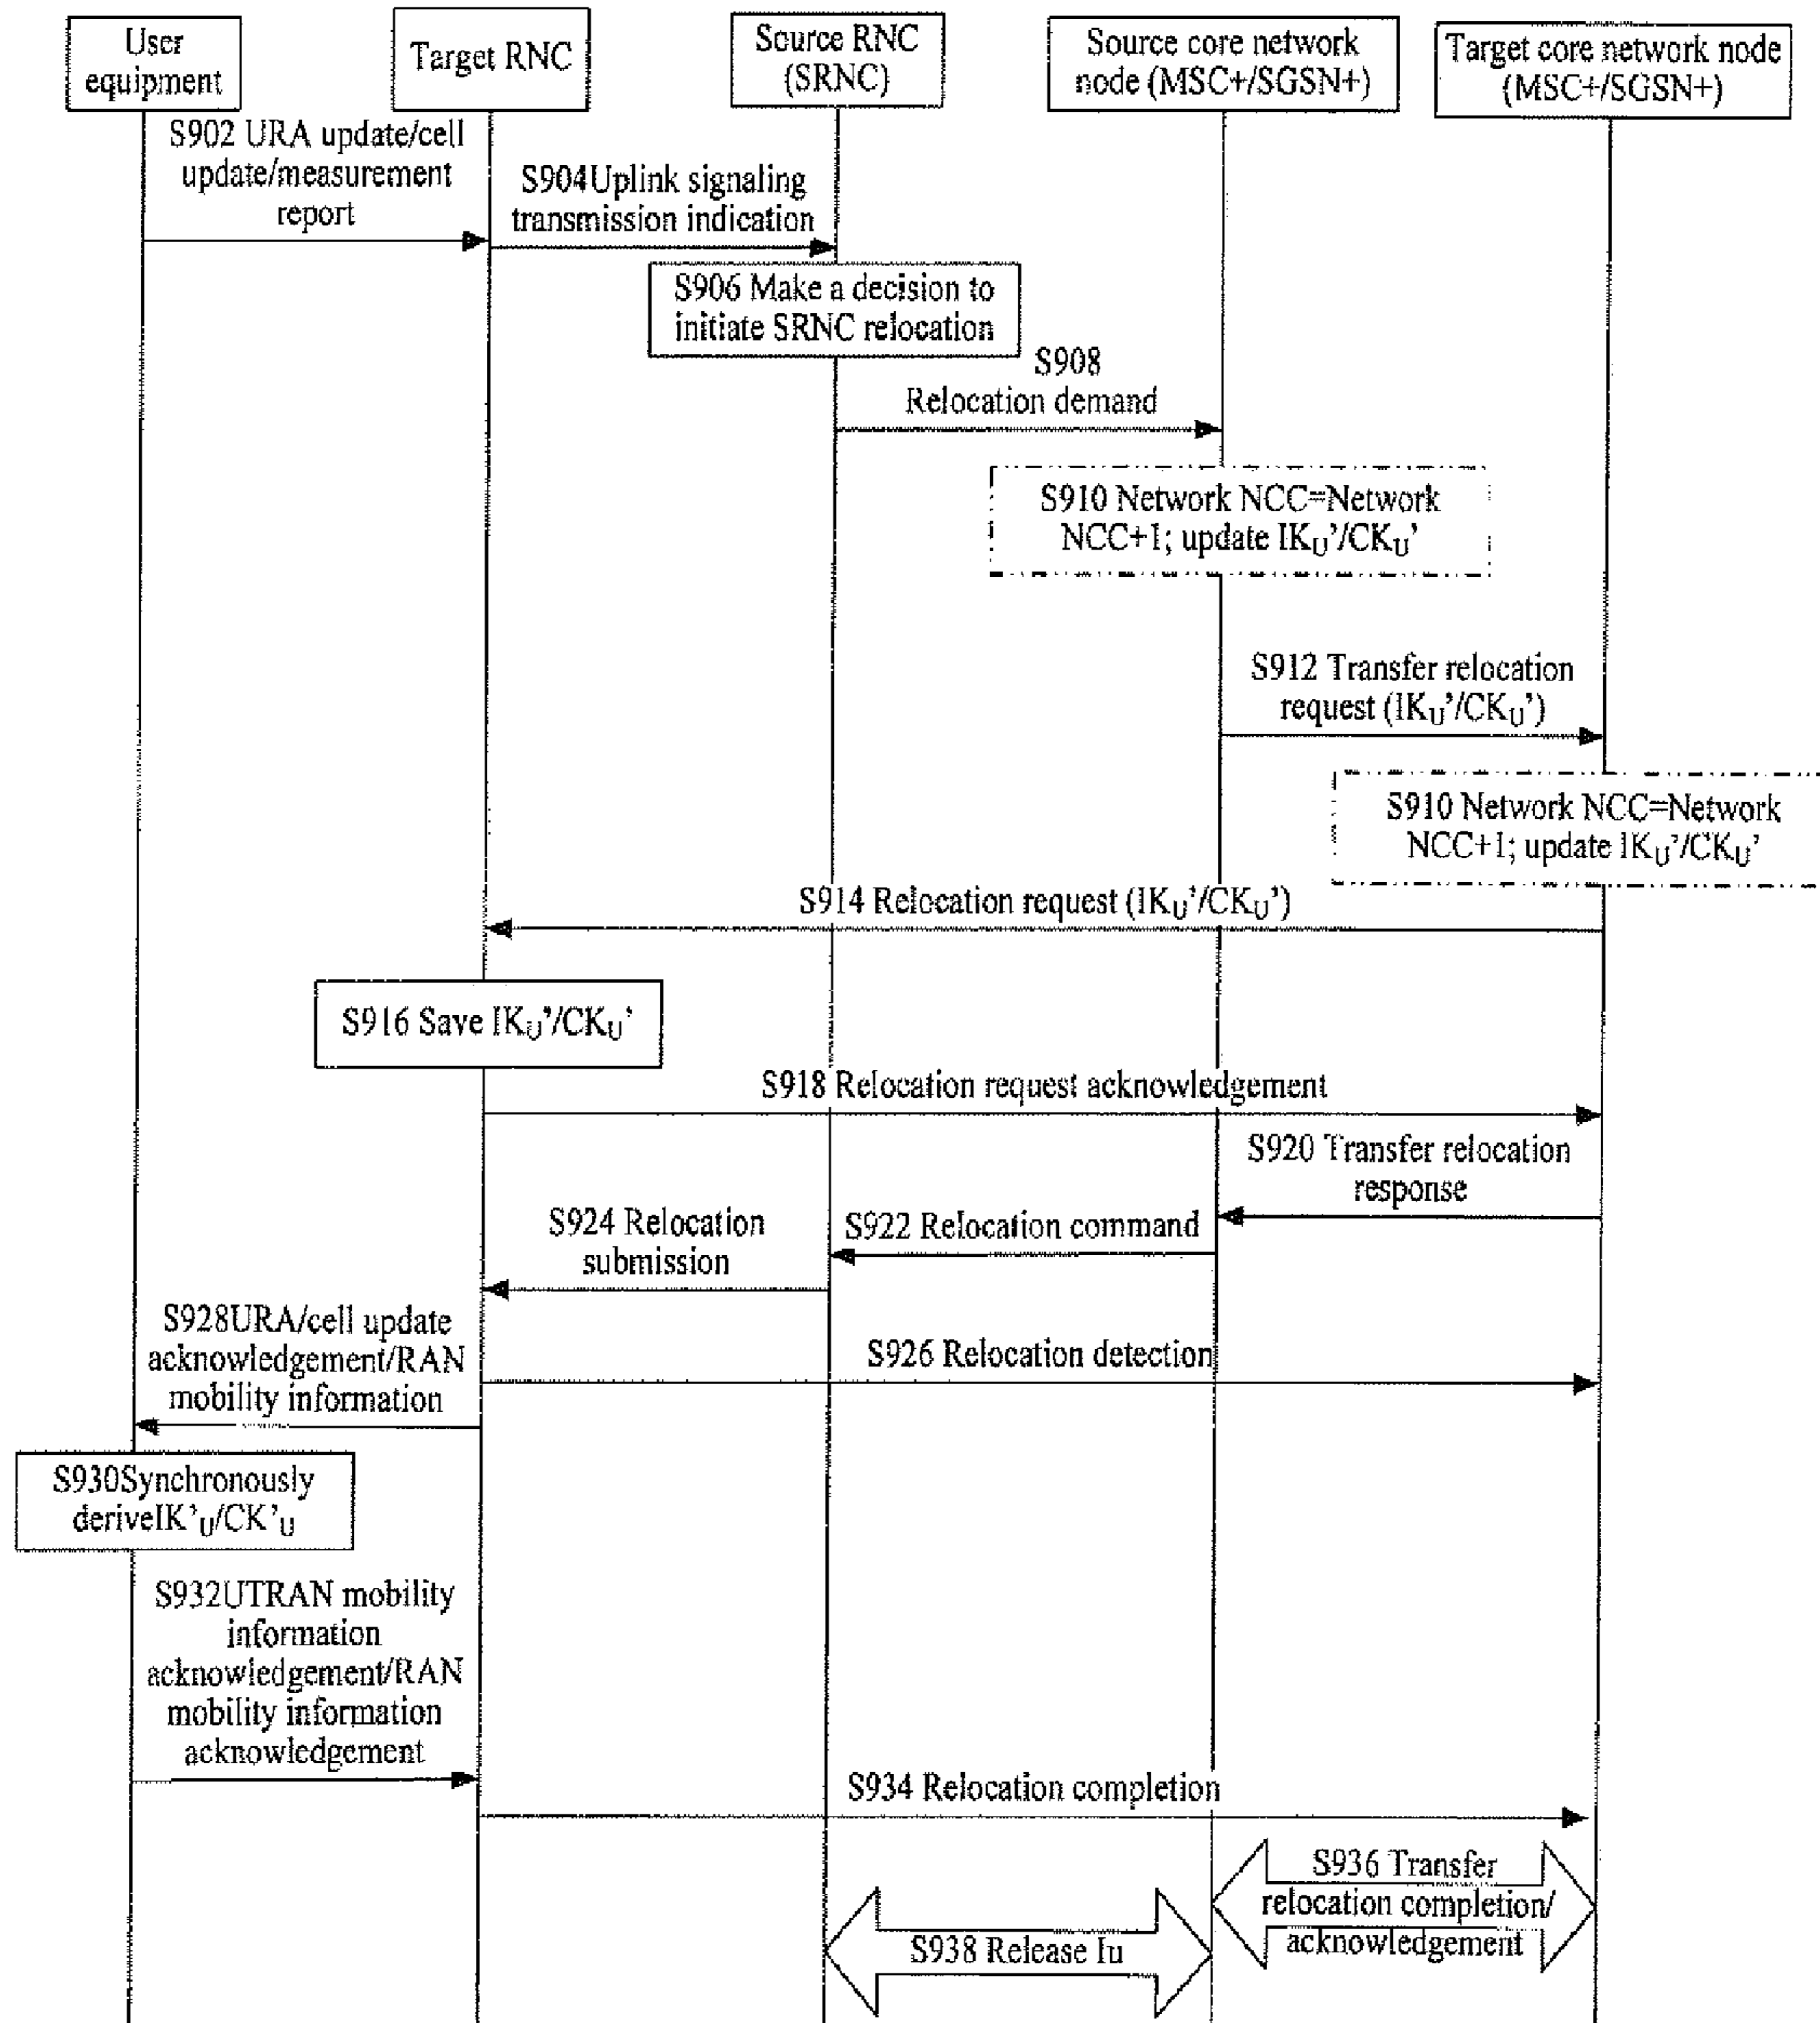 User
equipment
Target RNC
Source RNC
(SRNC)
Source core network
node (MSC+/SGSN+)
Target core network node
(MSC+/SGSN+)
S902 URA update/cell
update/measurement
report
S904Uplink signaling
transmission indication
S906 Make a decision to
initiate SRNC relocation
S908
Relocation demand
S910 Network NCC=Network
NCC+1; update IKU'/CKU'
S912 Transfer relocation
request (IKU'/CKU')
S910 Network NCC=Network
NCC+1; update IKU'/CKU'
S914 Relocation request (IKU'/CKU')
S916 Save IKU'/CKU'
S918 Relocation request acknowledgement
S920 Transfer relocation
response
S922 Relocation command
S924 Relocation
submission
S928URA/cell update
acknowledgement/RAN
mobility information
S926 Relocation detection
S930Synchronously
deriveIK'U/CK'U
S932UTRAN mobility
information
acknowledgement/RAN
mobility information
acknowledgement
S934 Relocation completion
S936 Transfer
relocation completion/
acknowledgement
S938 Release Iu